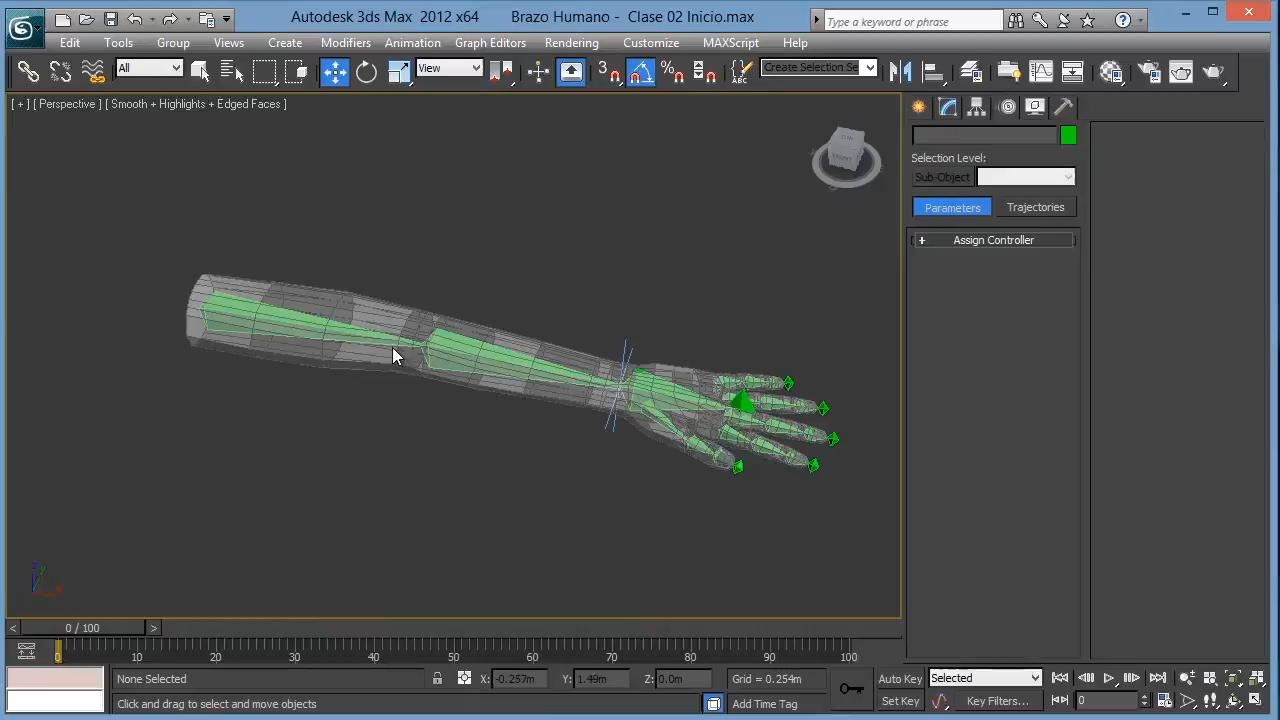 Autodesk 3ds Max 2012 x64 Brazo Humano - Clase 02 Inicio.max
Type a keyword or phrase
Edit Tools Group Views Create Modifiers Animation Graph Editors Rendering Customize MAXScript Help
All View 3 Create Selection Se
[ + ] [ Perspective ] [ Smooth + Highlights + Edged Faces ]
Selection Level:
Sub-Object
Parameters Trajectories
+ Assign Controller
< 0 / 100 >
0 10 20 30 40 50 60 70 80 90 100
None Selected X: -0.257m Y: 1.49m Z: 0.0m Grid = 0.254m Auto Key Selected
Click and drag to select and move objects Add Time Tag Set Key Key Filters... 0